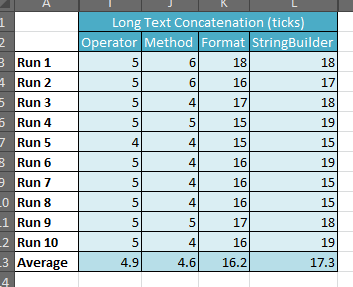 A I J K L
1 Long Text Concatenation (ticks)
2 Operator Method Format StringBuilder
3 Run 1 5 6 18 18
4 Run 2 5 6 16 17
5 Run 3 5 4 17 18
6 Run 4 5 5 15 19
7 Run 5 4 4 15 15
8 Run 6 5 4 16 19
9 Run 7 5 4 16 15
10 Run 8 5 4 16 15
11 Run 9 5 5 17 18
12 Run 10 5 4 16 19
13 Average 4.9 4.6 16.2 17.3
14